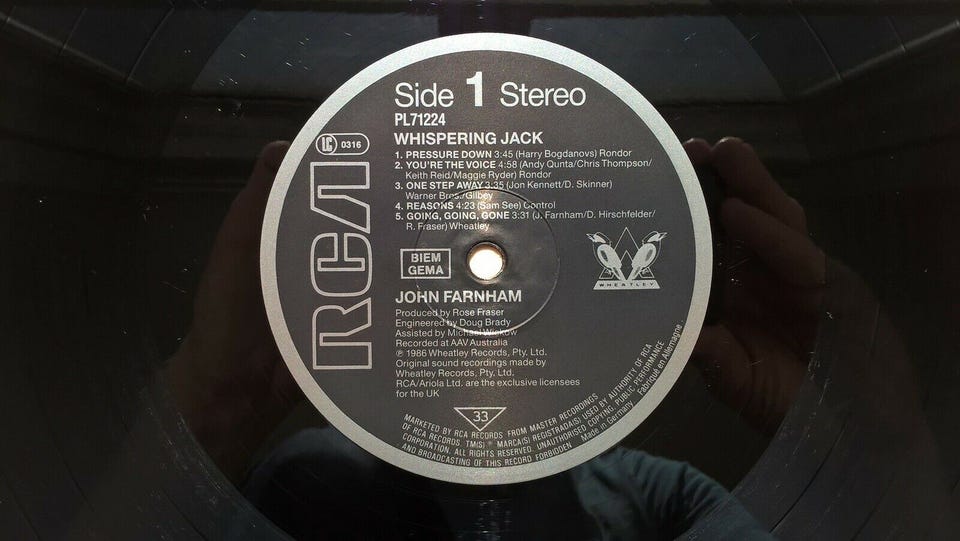 Side 1 Stereo
PL71224
WHISPERING JACK
1. PRESSURE DOWN 3:45 (Harry Bogdanovs) Rondor
2. YOU'RE THE VOICE 4:58 (Andy Qunta/Chris Thompson/
Keith Reid/Maggie Ryder) Rondor
3. ONE STEP AWAY 3:35 (Jon Kennett/D. Skinner)
Warner Bros./Gilbey
4. REASONS 4:23 (Sam See) Control
5. GOING, GOING, GONE 3:31 (J. Farnham/D. Hirschfelder/
R. Fraser) Wheatley
LC 0316
RCA
BIEM
GEMA
WHEATLEY
JOHN FARNHAM
Produced by Rose Fraser
Engineered by Doug Brady
Assisted by Michael Wickow
Recorded at AAV Australia
℗ 1986 Wheatley Records, Pty. Ltd.
Original sound recordings made by
Wheatley Records, Pty. Ltd.
RCA/Ariola Ltd. are the exclusive licensees
for the UK
33
MARKETED BY RCA RECORDS FROM MASTER RECORDINGS
OF RCA RECORDS. TM(S) ® MARCA(S) REGISTRADA(S) USED BY AUTHORITY OF RCA
CORPORATION. ALL RIGHTS RESERVED. UNAUTHORISED COPYING, PUBLIC PERFORMANCE
AND BROADCASTING OF THIS RECORD FORBIDDEN Made in Germany. Fabriqué en Allemagne.